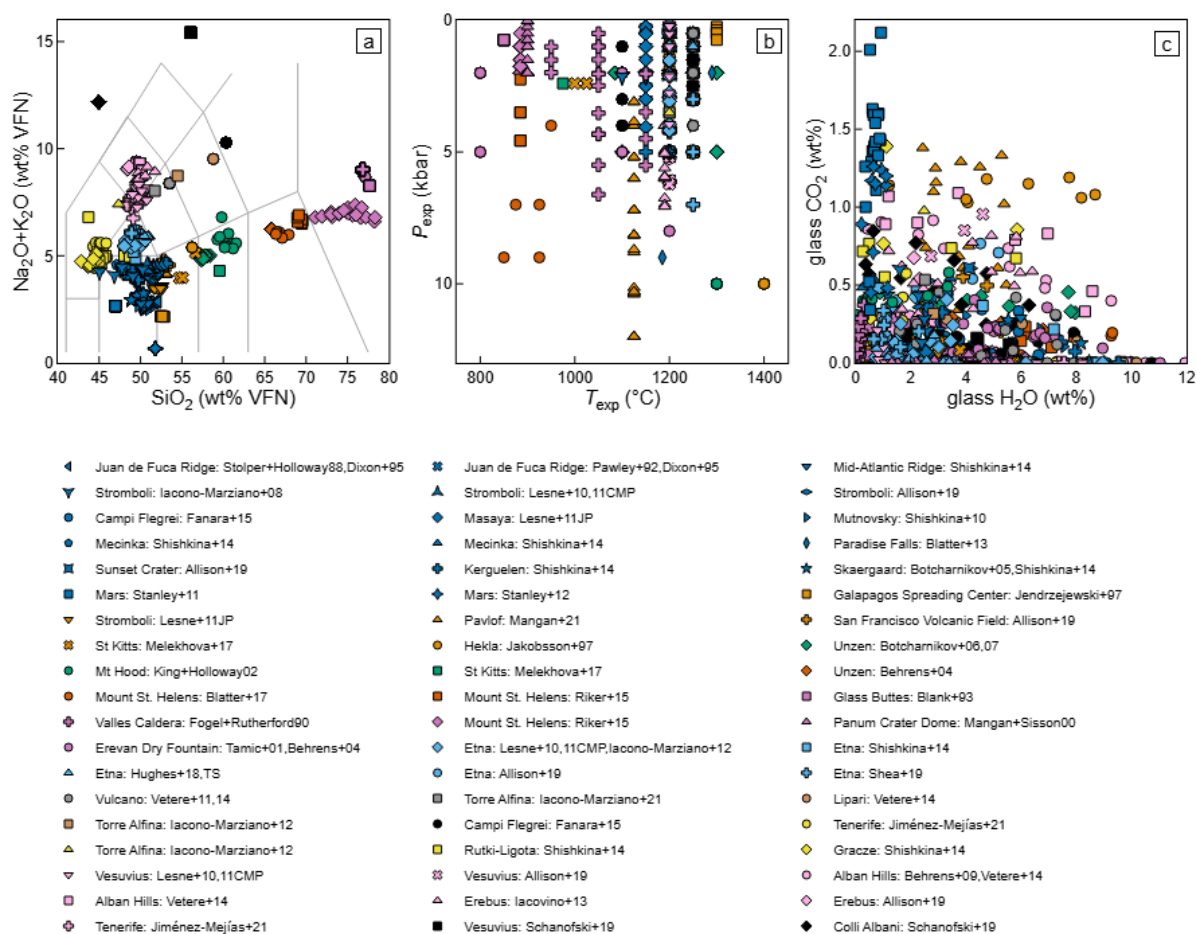 a
b
c
15
10
5
0
Na2O+K2O (wt% VFN)
40 45 50 55 60 65 70 75 80
SiO2 (wt% VFN)
0
5
10
Pexp (kbar)
800 1000 1200 1400
Texp (°C)
2.0
1.5
1.0
0.5
0.0
glass CO2 (wt%)
0 2 4 6 8 10 12
glass H2O (wt%)
Juan de Fuca Ridge: Stolper+Holloway88,Dixon+95
Juan de Fuca Ridge: Pawley+92,Dixon+95
Mid-Atlantic Ridge: Shishkina+14
Stromboli: Iacono-Marziano+08
Stromboli: Lesne+10,11CMP
Stromboli: Allison+19
Campi Flegrei: Fanara+15
Masaya: Lesne+11JP
Mutnovsky: Shishkina+10
Mecinka: Shishkina+14
Mecinka: Shishkina+14
Paradise Falls: Blatter+13
Sunset Crater: Allison+19
Kerguelen: Shishkina+14
Skaergaard: Botcharnikov+05,Shishkina+14
Mars: Stanley+11
Mars: Stanley+12
Galapagos Spreading Center: Jendrzejewski+97
Stromboli: Lesne+11JP
Pavlof: Mangan+21
San Francisco Volcanic Field: Allison+19
St Kitts: Melekhova+17
Hekla: Jakobsson+97
Unzen: Botcharnikov+06,07
Mt Hood: King+Holloway02
St Kitts: Melekhova+17
Unzen: Behrens+04
Mount St. Helens: Blatter+17
Mount St. Helens: Riker+15
Glass Buttes: Blank+93
Valles Caldera: Fogel+Rutherford90
Mount St. Helens: Riker+15
Panum Crater Dome: Mangan+Sisson00
Erevan Dry Fountain: Tamic+01,Behrens+04
Etna: Lesne+10,11CMP,Iacono-Marziano+12
Etna: Shishkina+14
Etna: Hughes+18,TS
Etna: Allison+19
Etna: Shea+19
Vulcano: Vetere+11,14
Torre Alfina: Iacono-Marziano+21
Lipari: Vetere+14
Torre Alfina: Iacono-Marziano+12
Campi Flegrei: Fanara+15
Tenerife: Jiménez-Mejías+21
Torre Alfina: Iacono-Marziano+12
Rutki-Ligota: Shishkina+14
Gracze: Shishkina+14
Vesuvius: Lesne+10,11CMP
Vesuvius: Allison+19
Alban Hills: Behrens+09,Vetere+14
Alban Hills: Vetere+14
Erebus: Iacovino+13
Erebus: Allison+19
Tenerife: Jiménez-Mejías+21
Vesuvius: Schanofski+19
Colli Albani: Schanofski+19